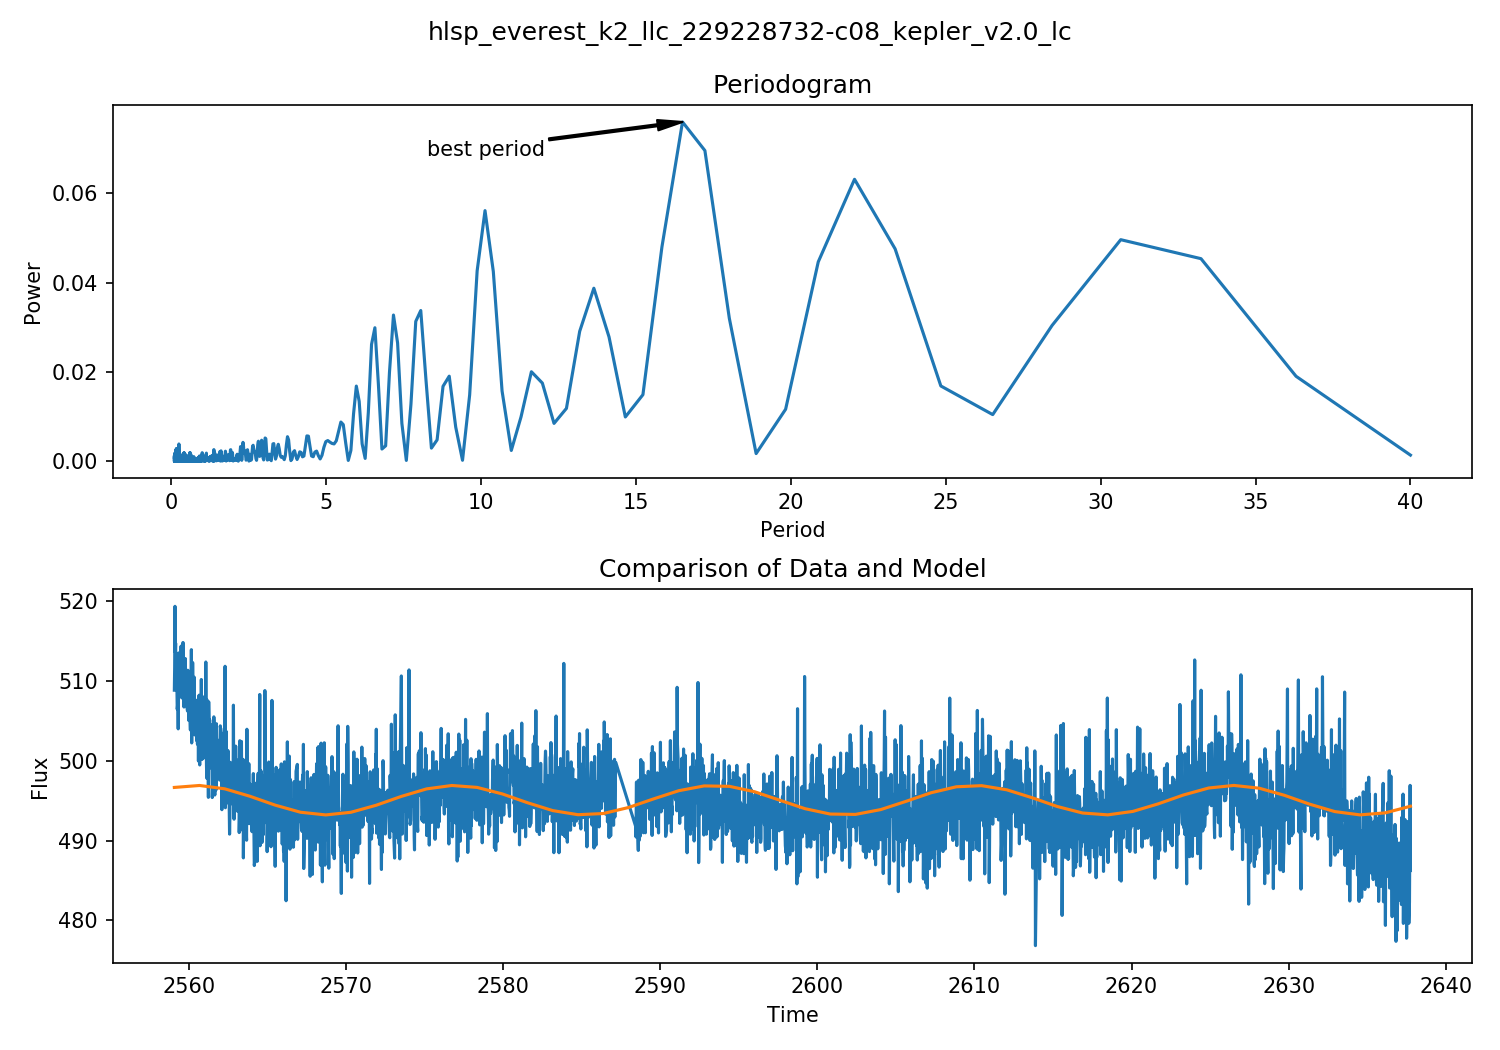 hlsp_everest_k2_llc_229228732-c08_kepler_v2.0_lc
Periodogram
best period
Power
0.06
0.04
0.02
0.00
0 5 10 15 20 25 30 35 40
Period
Comparison of Data and Model
Flux
520
510
500
490
480
2560 2570 2580 2590 2600 2610 2620 2630 2640
Time